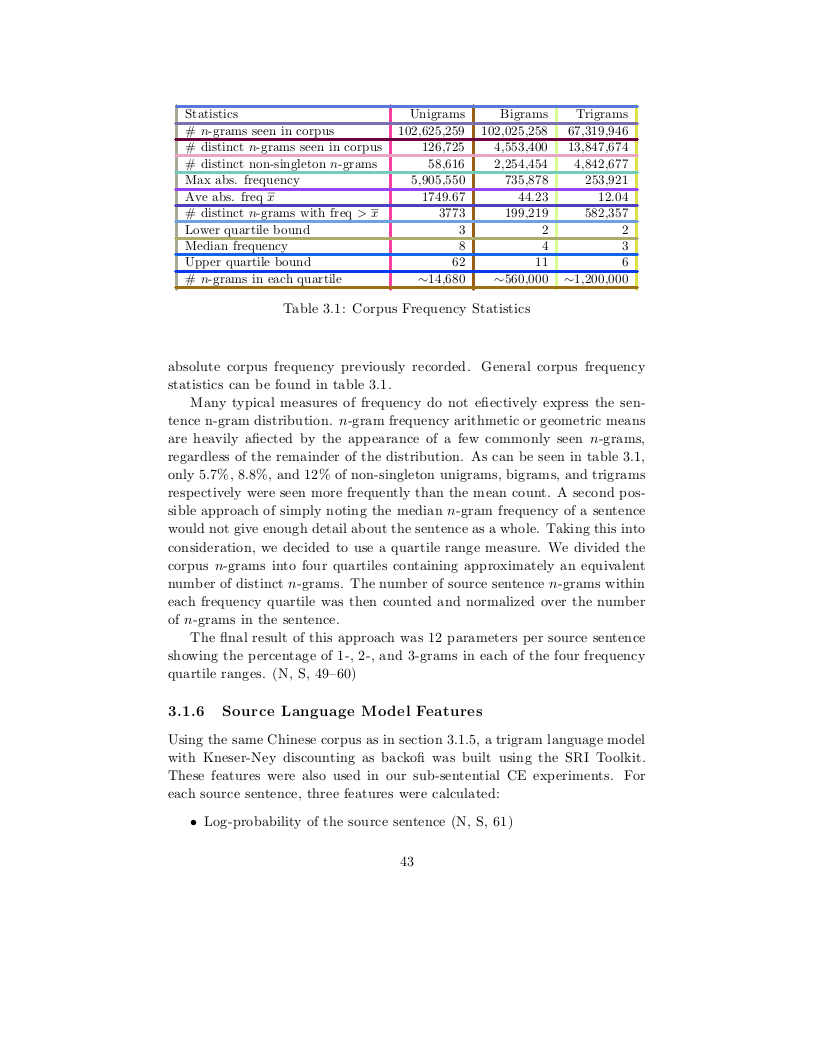 Statistics Unigrams Bigrams Trigrams
# n-grams seen in corpus 102,625,259 102,025,258 67,319,946
# distinct n-grams seen in corpus 126,725 4,553,400 13,847,674
# distinct non-singleton n-grams 58,616 2,254,454 4,842,677
Max abs. frequency 5,905,550 735,878 253,921
Ave abs. freq x̅ 1749.67 44.23 12.04
# distinct n-grams with freq > x̅ 3773 199,219 582,357
Lower quartile bound 3 2 2
Median frequency 8 4 3
Upper quartile bound 62 11 6
# n-grams in each quartile ∼14,680 ∼560,000 ∼1,200,000
Table 3.1: Corpus Frequency Statistics
absolute corpus frequency previously recorded. General corpus frequency
statistics can be found in table 3.1.
Many typical measures of frequency do not efiectively express the sen-
tence n-gram distribution. n-gram frequency arithmetic or geometric means
are heavily afiected by the appearance of a few commonly seen n-grams,
regardless of the remainder of the distribution. As can be seen in table 3.1,
only 5.7%, 8.8%, and 12% of non-singleton unigrams, bigrams, and trigrams
respectively were seen more frequently than the mean count. A second pos-
sible approach of simply noting the median n-gram frequency of a sentence
would not give enough detail about the sentence as a whole. Taking this into
consideration, we decided to use a quartile range measure. We divided the
corpus n-grams into four quartiles containing approximately an equivalent
number of distinct n-grams. The number of source sentence n-grams within
each frequency quartile was then counted and normalized over the number
of n-grams in the sentence.
The flnal result of this approach was 12 parameters per source sentence
showing the percentage of 1-, 2-, and 3-grams in each of the four frequency
quartile ranges. (N, S, 49–60)
3.1.6 Source Language Model Features
Using the same Chinese corpus as in section 3.1.5, a trigram language model
with Kneser-Ney discounting as backofi was built using the SRI Toolkit.
These features were also used in our sub-sentential CE experiments. For
each source sentence, three features were calculated:
• Log-probability of the source sentence (N, S, 61)
43